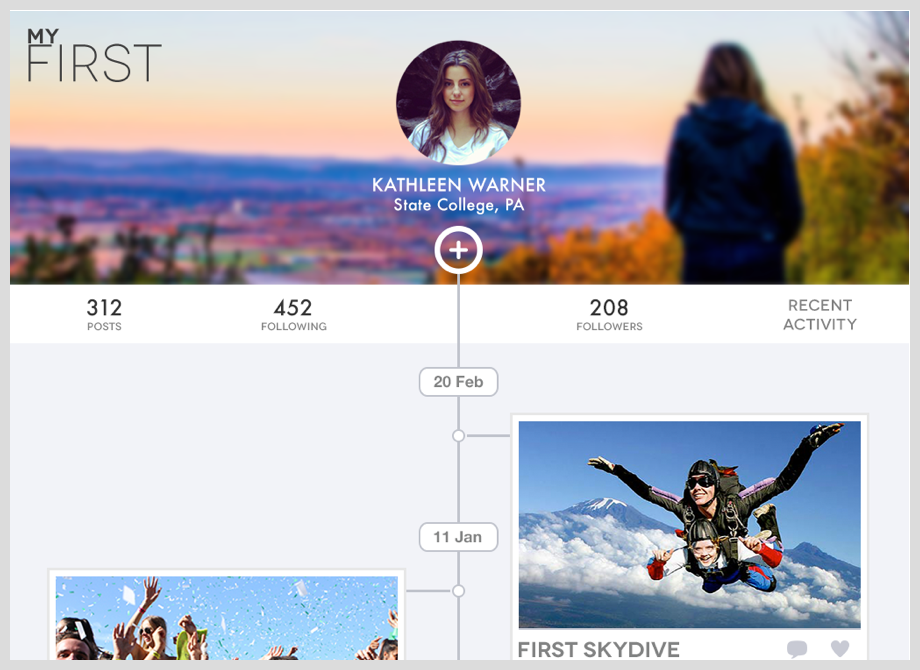 MY
FIRST
KATHLEEN WARNER
State College, PA
312
POSTS
452
FOLLOWING
208
FOLLOWERS
RECENT
ACTIVITY
20 Feb
11 Jan
FIRST SKYDIVE